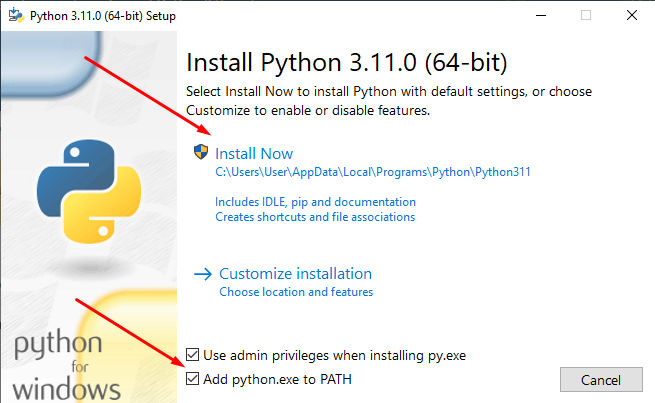 Python 3.11.0 (64-bit) Setup
Install Python 3.11.0 (64-bit)
Select Install Now to install Python with default settings, or choose
Customize to enable or disable features.
Install Now
C:\Users\User\AppData\Local\Programs\Python\Python311
Includes IDLE, pip and documentation
Creates shortcuts and file associations
Customize installation
Choose location and features
python
for
windows
Use admin privileges when installing py.exe
Add python.exe to PATH
Cancel